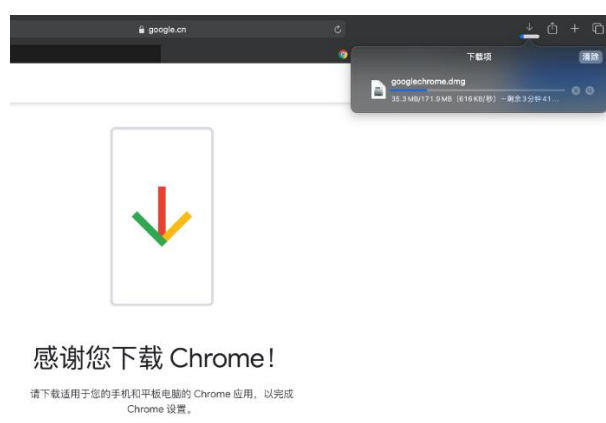 google.cn
下载项
清除
googlechrome.dmg
35.3 MB/171.9 MB（616 KB/秒）- 剩余3分钟41...
感谢您下载 Chrome！
请下载适用于您的手机和平板电脑的 Chrome 应用，以完成
Chrome 设置。